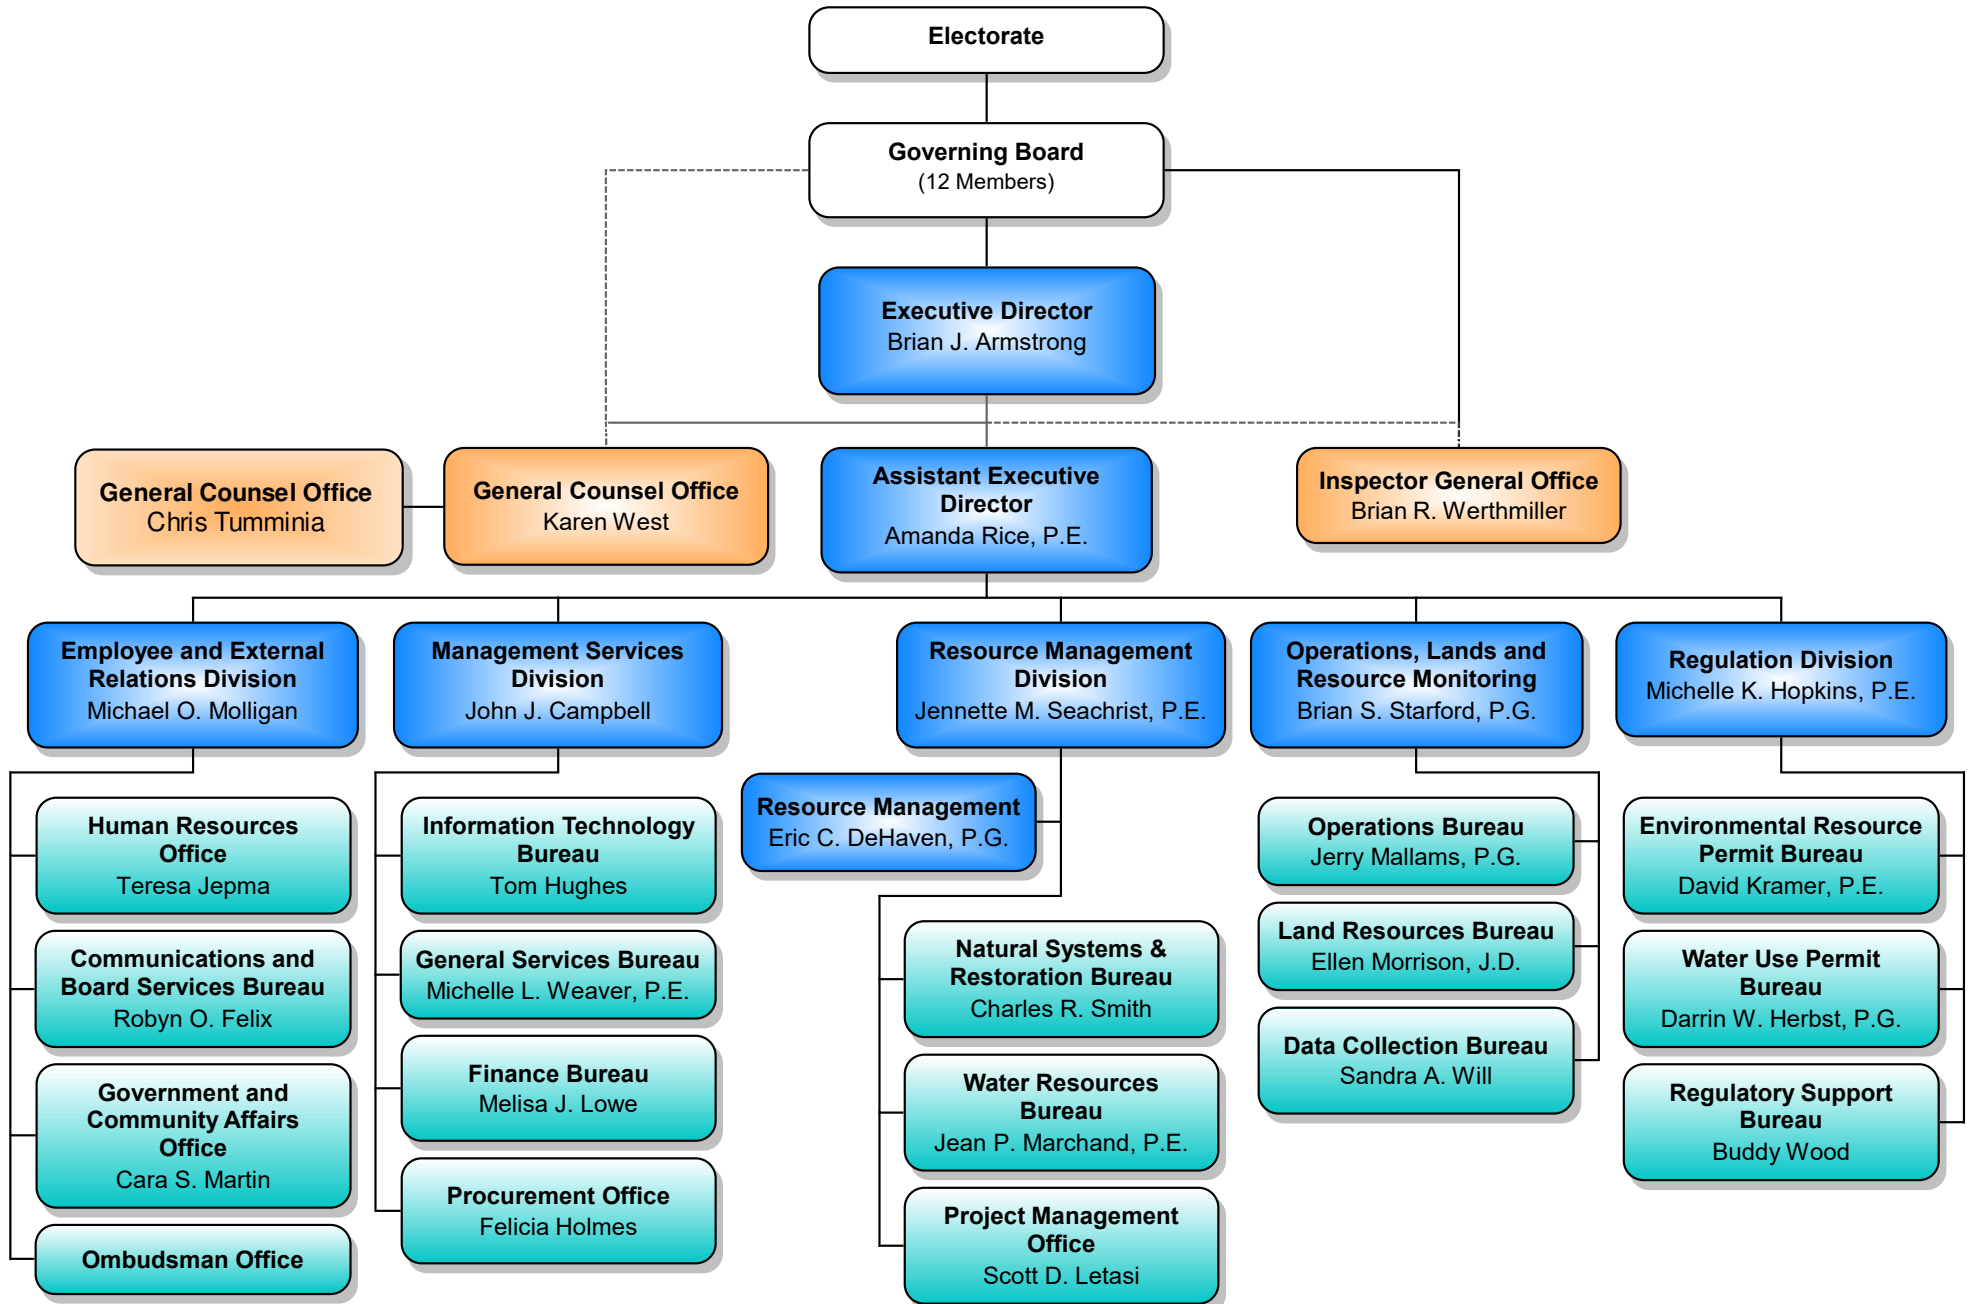 Electorate
Governing Board
(12 Members)
Executive Director
Brian J. Armstrong
General Counsel Office
Chris Tumminia
General Counsel Office
Karen West
Assistant Executive
Director
Amanda Rice, P.E.
Inspector General Office
Brian R. Werthmiller
Employee and External
Relations Division
Michael O. Molligan
Management Services
Division
John J. Campbell
Resource Management
Division
Jennette M. Seachrist, P.E.
Operations, Lands and
Resource Monitoring
Brian S. Starford, P.G.
Regulation Division
Michelle K. Hopkins, P.E.
Human Resources
Office
Teresa Jepma
Communications and
Board Services Bureau
Robyn O. Felix
Government and
Community Affairs
Office
Cara S. Martin
Ombudsman Office
Information Technology
Bureau
Tom Hughes
General Services Bureau
Michelle L. Weaver, P.E.
Finance Bureau
Melisa J. Lowe
Procurement Office
Felicia Holmes
Resource Management
Eric C. DeHaven, P.G.
Natural Systems &
Restoration Bureau
Charles R. Smith
Water Resources
Bureau
Jean P. Marchand, P.E.
Project Management
Office
Scott D. Letasi
Operations Bureau
Jerry Mallams, P.G.
Land Resources Bureau
Ellen Morrison, J.D.
Data Collection Bureau
Sandra A. Will
Environmental Resource
Permit Bureau
David Kramer, P.E.
Water Use Permit
Bureau
Darrin W. Herbst, P.G.
Regulatory Support
Bureau
Buddy Wood